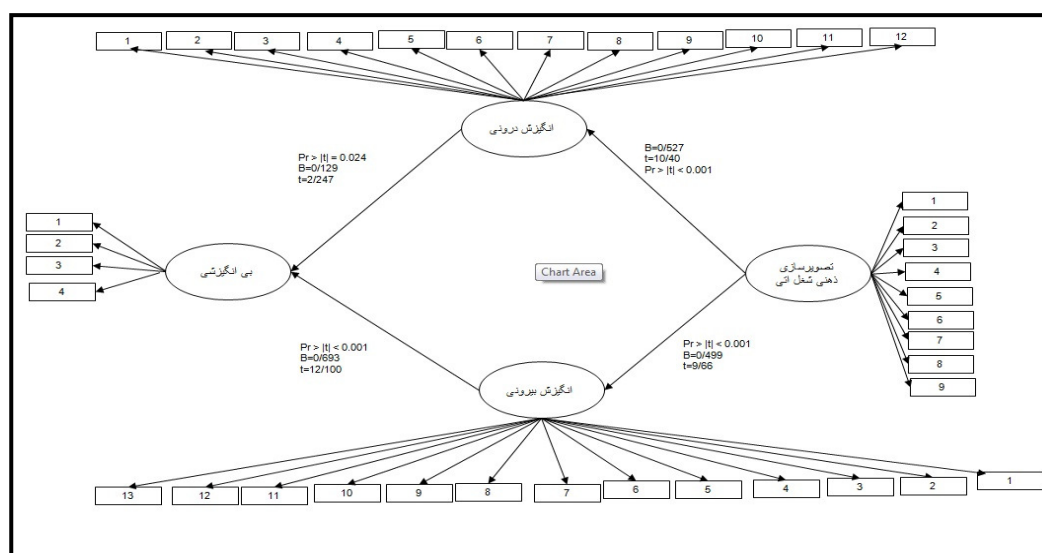 1 2 3 4 5 6 7 8 9 10 11 12
انگیزش درونی
Pr > |t| = 0.024
B=0/129
t=2/247
B=0/527
t=10/40
Pr > |t| < 0.001
1
2
3
4
بی انگیزشی
Chart Area
تصویرسازی
ذهنی شغل اتی
1
2
3
4
5
6
7
8
9
Pr > |t| < 0.001
B=0/693
t=12/100
Pr > |t| < 0.001
B=0/499
t=9/66
انگیزش بیرونی
13 12 11 10 9 8 7 6 5 4 3 2 1